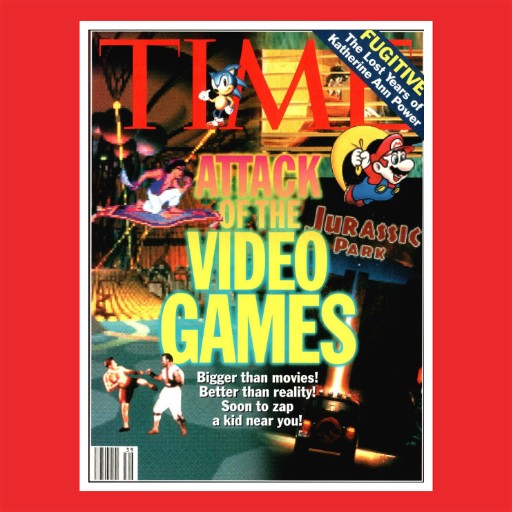 TIME
FUGITIVE
The Lost Years of
Katherine Ann Power
ATTACK
OF THE
VIDEO
GAMES
JURASSIC
PARK
Bigger than movies!
Better than reality!
Soon to zap
a kid near you!
39